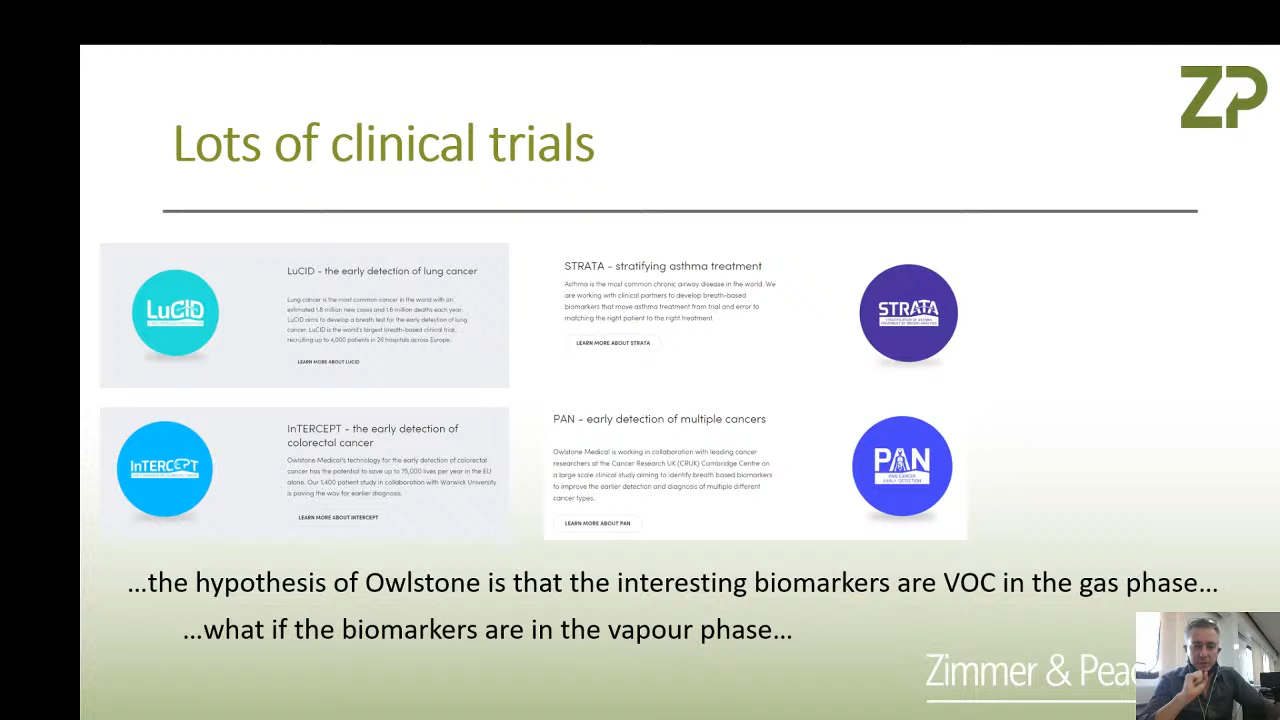 ZP
Lots of clinical trials
LuCID
LuCID - the early detection of lung cancer
Lung cancer is the most common cancer in the world with an
estimated 1.8 million new cases and 1.6 million deaths each year.
LuCID aims to develop a breath test for the early detection of lung
cancer. LuCID is the world's largest breath-based clinical trial,
recruiting up to 4,000 patients in 26 hospitals across Europe.
LEARN MORE ABOUT LUCID
STRATA - stratifying asthma treatment
Asthma is the most common chronic airway disease in the world. We
are working with clinical partners to develop breath-based
biomarkers that move asthma treatment from trial and error to
matching the right patient to the right treatment.
LEARN MORE ABOUT STRATA
STRATA
STRATIFICATION OF ASTHMA
TREATMENT BY BREATH ANALYSIS
InTERCEPT
InTERCEPT - the early detection of
colorectal cancer
Owlstone Medical's technology for the early detection of colorectal
cancer has the potential to save up to 75,000 lives per year in the EU
alone. Our 1,400 patient study in collaboration with Warwick University
is paving the way for earlier diagnosis.
LEARN MORE ABOUT INTERCEPT
PAN - early detection of multiple cancers
Owlstone Medical is working in collaboration with leading cancer
researchers at the Cancer Research UK (CRUK) Cambridge Centre on
a large scale clinical study aiming to identify breath based biomarkers
to improve the earlier detection and diagnosis of multiple different
cancer types.
LEARN MORE ABOUT PAN
PAN
PAN CANCER
EARLY DETECTION
...the hypothesis of Owlstone is that the interesting biomarkers are VOC in the gas phase...
...what if the biomarkers are in the vapour phase...
Zimmer & Peac